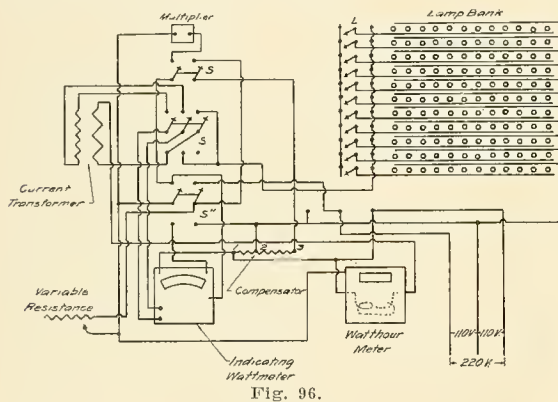 Multiplier
Lamp Bank
L
S
S
Current
Transformer
S"
2
3
Variable
Resistance
Compensator
Indicating
Wattmeter
Watthour
Meter
110V
110V
220V.
Fig. 96.